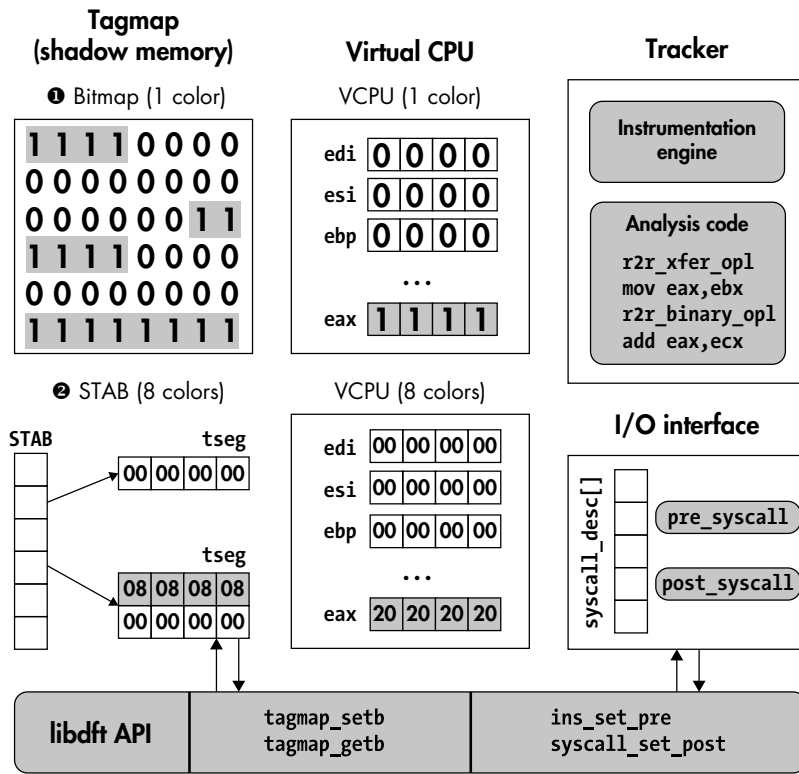 Tagmap
(shadow memory)
❶ Bitmap (1 color)
1 1 1 1 0 0 0 0
0 0 0 0 0 0 0 0
0 0 0 0 0 0 1 1
1 1 1 1 0 0 0 0
0 0 0 0 0 0 0 0
1 1 1 1 1 1 1 1
❷ STAB (8 colors)
STAB
tseg
00 00 00 00
tseg
08 08 08 08
00 00 00 00
Virtual CPU
VCPU (1 color)
edi 0 0 0 0
esi 0 0 0 0
ebp 0 0 0 0
...
eax 1 1 1 1
VCPU (8 colors)
edi 00 00 00 00
esi 00 00 00 00
ebp 00 00 00 00
...
eax 20 20 20 20
Tracker
Instrumentation
engine
Analysis code
r2r_xfer_opl
mov eax,ebx
r2r_binary_opl
add eax,ecx
I/O interface
syscall_desc[]
pre_syscall
post_syscall
libdft API
tagmap_setb
tagmap_getb
ins_set_pre
syscall_set_post